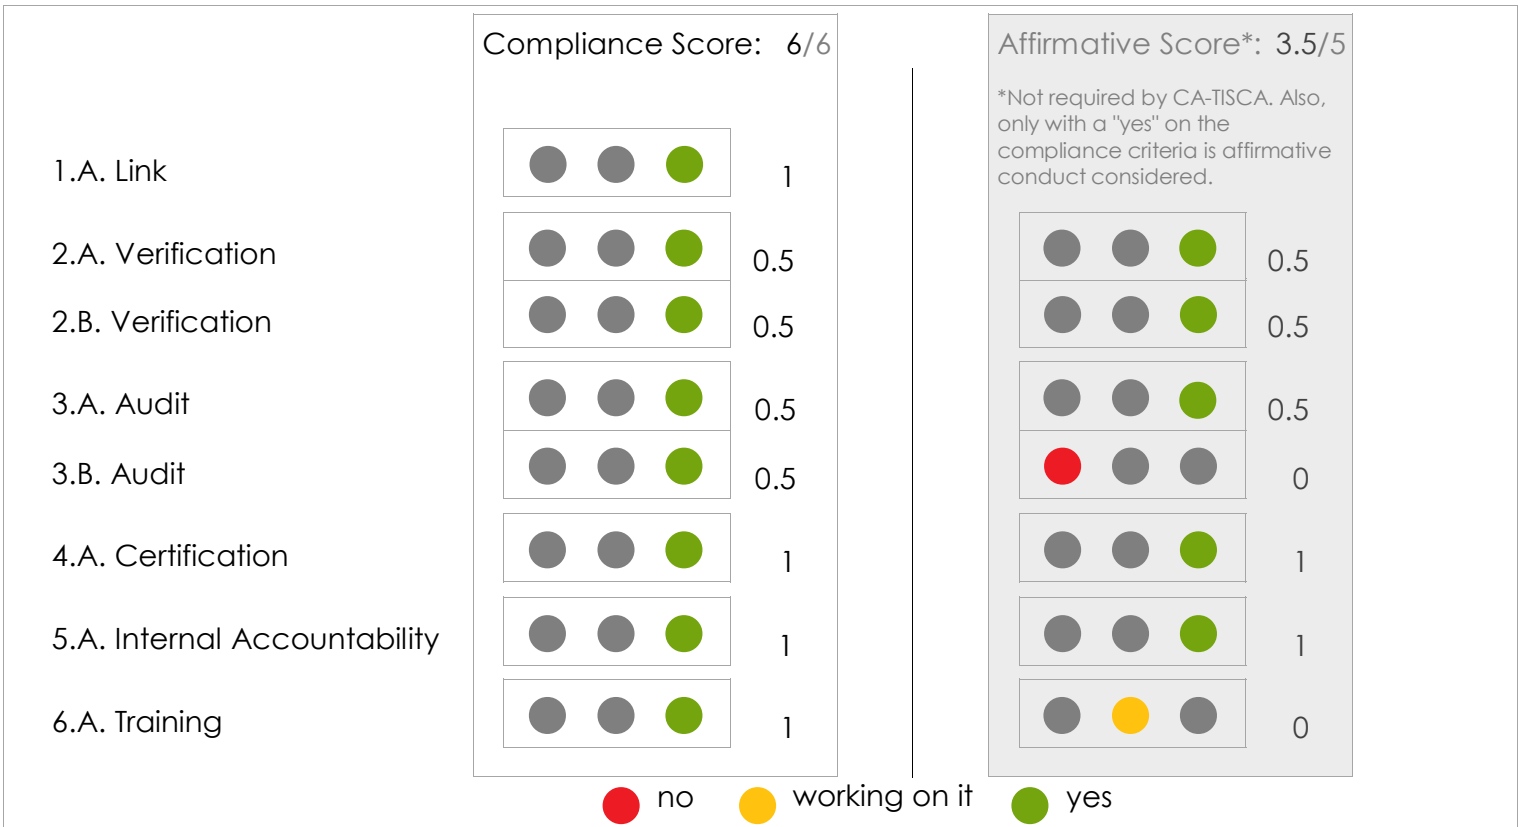 Compliance Score: 6/6
Affirmative Score*: 3.5/5
*Not required by CA-TISCA. Also,
only with a "yes" on the
compliance criteria is affirmative
conduct considered.
1.A. Link 1
2.A. Verification 0.5 0.5
2.B. Verification 0.5 0.5
3.A. Audit 0.5 0.5
3.B. Audit 0.5 0
4.A. Certification 1 1
5.A. Internal Accountability 1 1
6.A. Training 1 0
no working on it yes